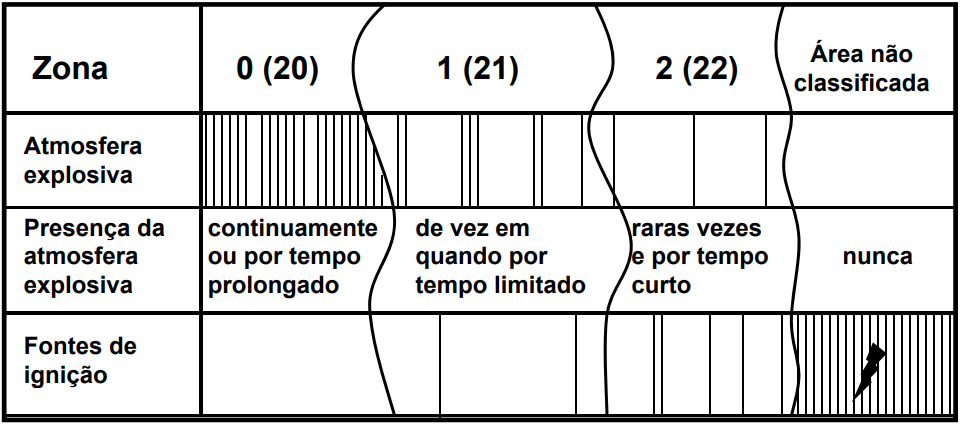 Zona
0 (20)
1 (21)
2 (22)
Área não
classificada
Atmosfera
explosiva
Presença da
atmosfera
explosiva
continuamente
ou por tempo
prolongado
de vez em
quando por
tempo limitado
raras vezes
e por tempo
curto
nunca
Fontes de
ignição